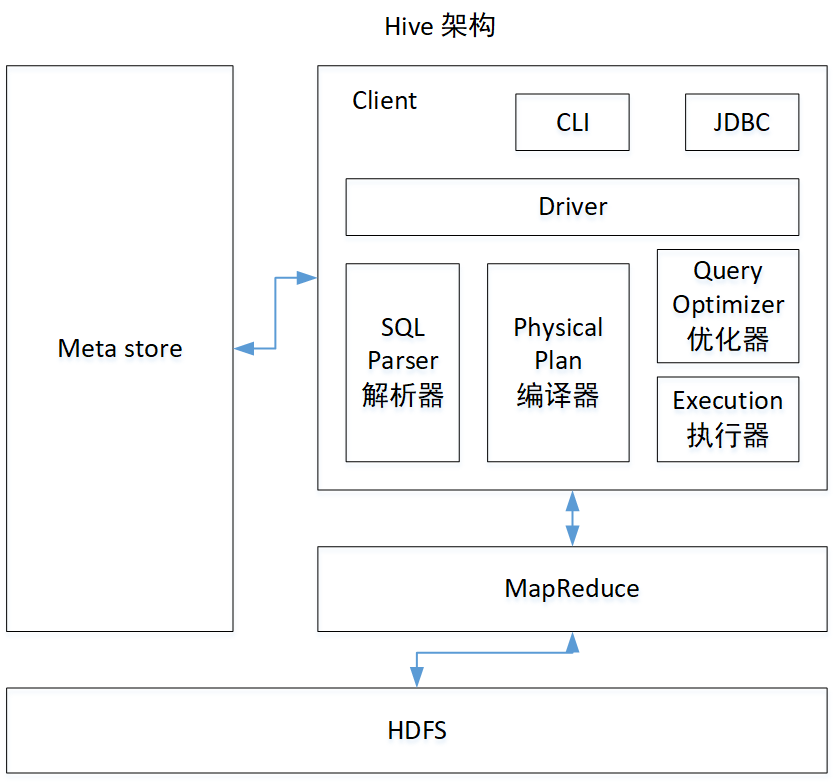 Hive 架构
Client
CLI
JDBC
Driver
Meta store
SQL
Parser
解析器
Physical
Plan
编译器
Query
Optimizer
优化器
Execution
执行器
MapReduce
HDFS